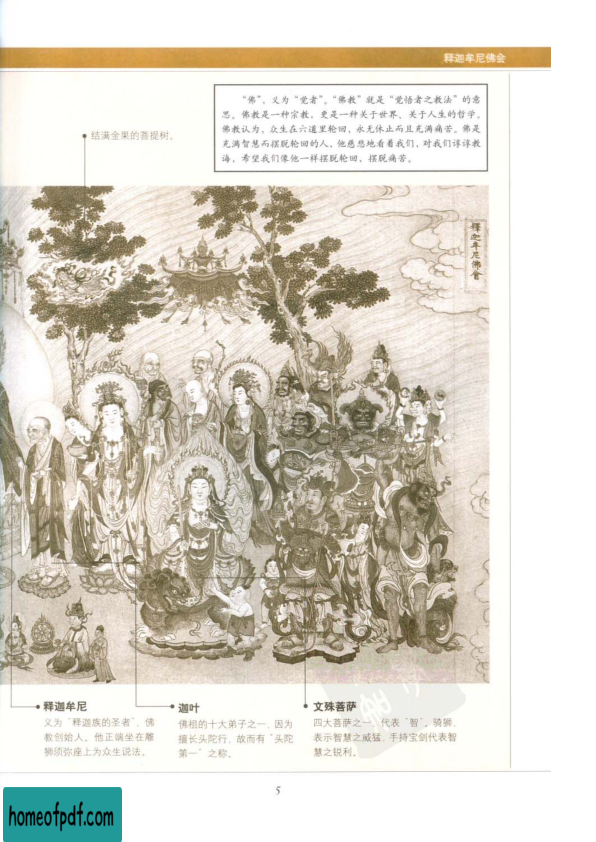 释迦牟尼佛会
“佛”，义为“觉者”。“佛教”就是“觉悟者之教法”的意
思。佛教是一种宗教，更是一种关于世界、关于人生的哲学。
佛教认为，众生在六道里轮回，永无休止而且充满痛苦。佛是
充满智慧而摆脱轮回的人，他慈悲地看着我们，对我们谆谆教
诲，希望我们像他一样摆脱轮回，摆脱痛苦。
结满金果的菩提树。
釋迦牟尼佛會
释迦牟尼
义为“释迦族的圣者”，佛
教创始人。他正端坐在雕
狮须弥座上为众生说法。
迦叶
佛祖的十大弟子之一，因为
擅长头陀行，故而有“头陀
第一”之称。
文殊菩萨
四大菩萨之一，代表“智”。骑狮，
表示智慧之威猛，手持宝剑代表智
慧之锐利。
5
homeofpdf.com